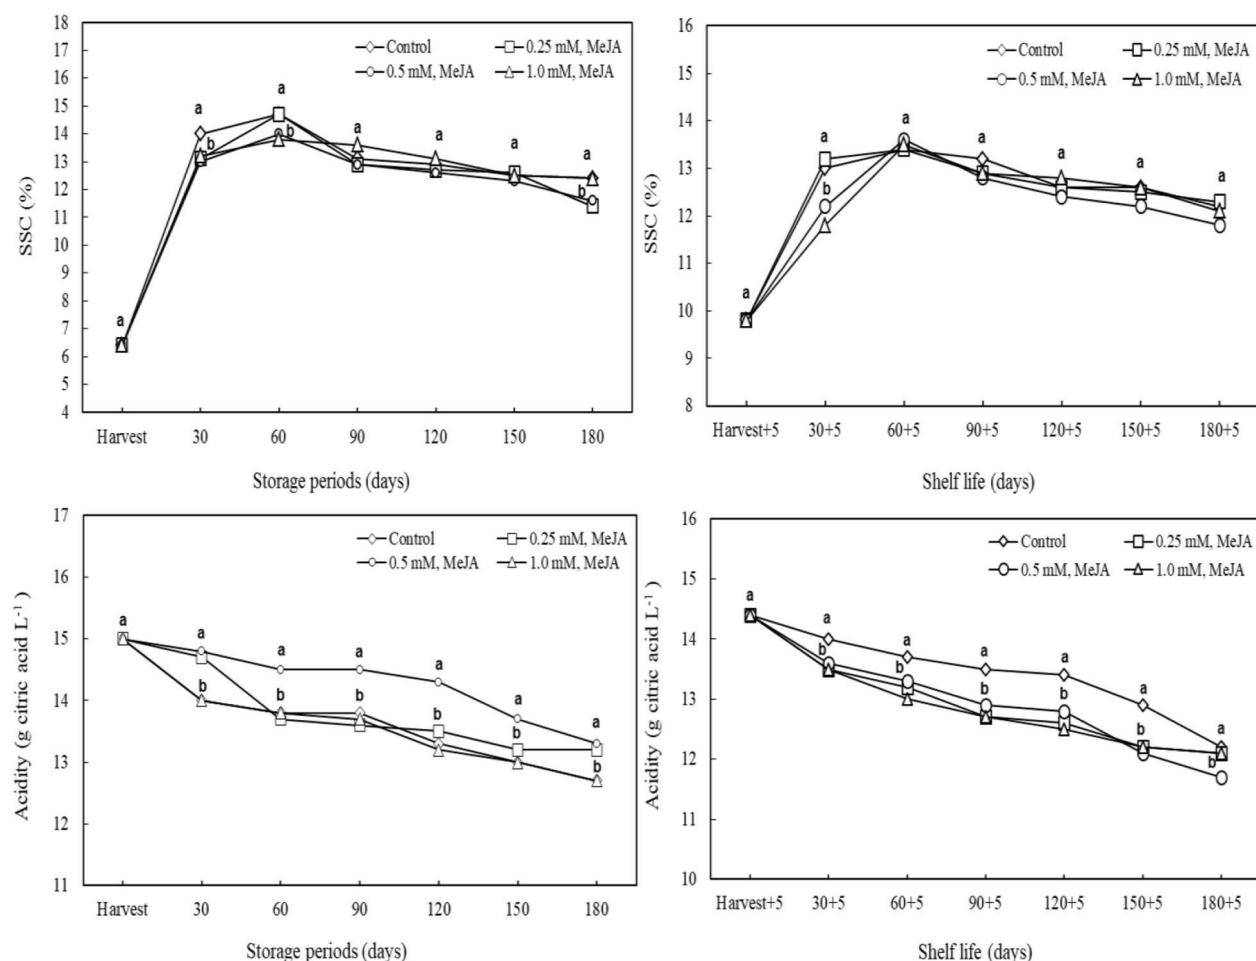 18
17
16
15
14
13
12
11
10
9
8
7
6
5
4
SSC (%)
Control
0.25 mM, MeJA
0.5 mM, MeJA
1.0 mM, MeJA
a
a
b
a
b
a
a
a
a
b
Harvest
30
60
90
120
150
180
Storage periods (days)
16
15
14
13
12
11
10
9
8
SSC (%)
Control
0.25 mM, MeJA
0.5 mM, MeJA
1.0 mM, MeJA
a
a
b
a
a
a
a
a
Harvest+5
30+5
60+5
90+5
120+5
150+5
180+5
Shelf life (days)
17
16
15
14
13
12
11
Acidity (g citric acid L-1)
Control
0.25 mM, MeJA
0.5 mM, MeJA
1.0 mM, MeJA
a
a
b
a
b
a
b
a
b
a
b
a
b
Harvest
30
60
90
120
150
180
Storage periods (days)
16
15
14
13
12
11
10
Acidity (g citric acid L-1)
Control
0.25 mM, MeJA
0.5 mM, MeJA
1.0 mM, MeJA
a
a
b
a
b
a
b
a
b
a
b
a
b
Harvest+5
30+5
60+5
90+5
120+5
150+5
180+5
Shelf life (days)